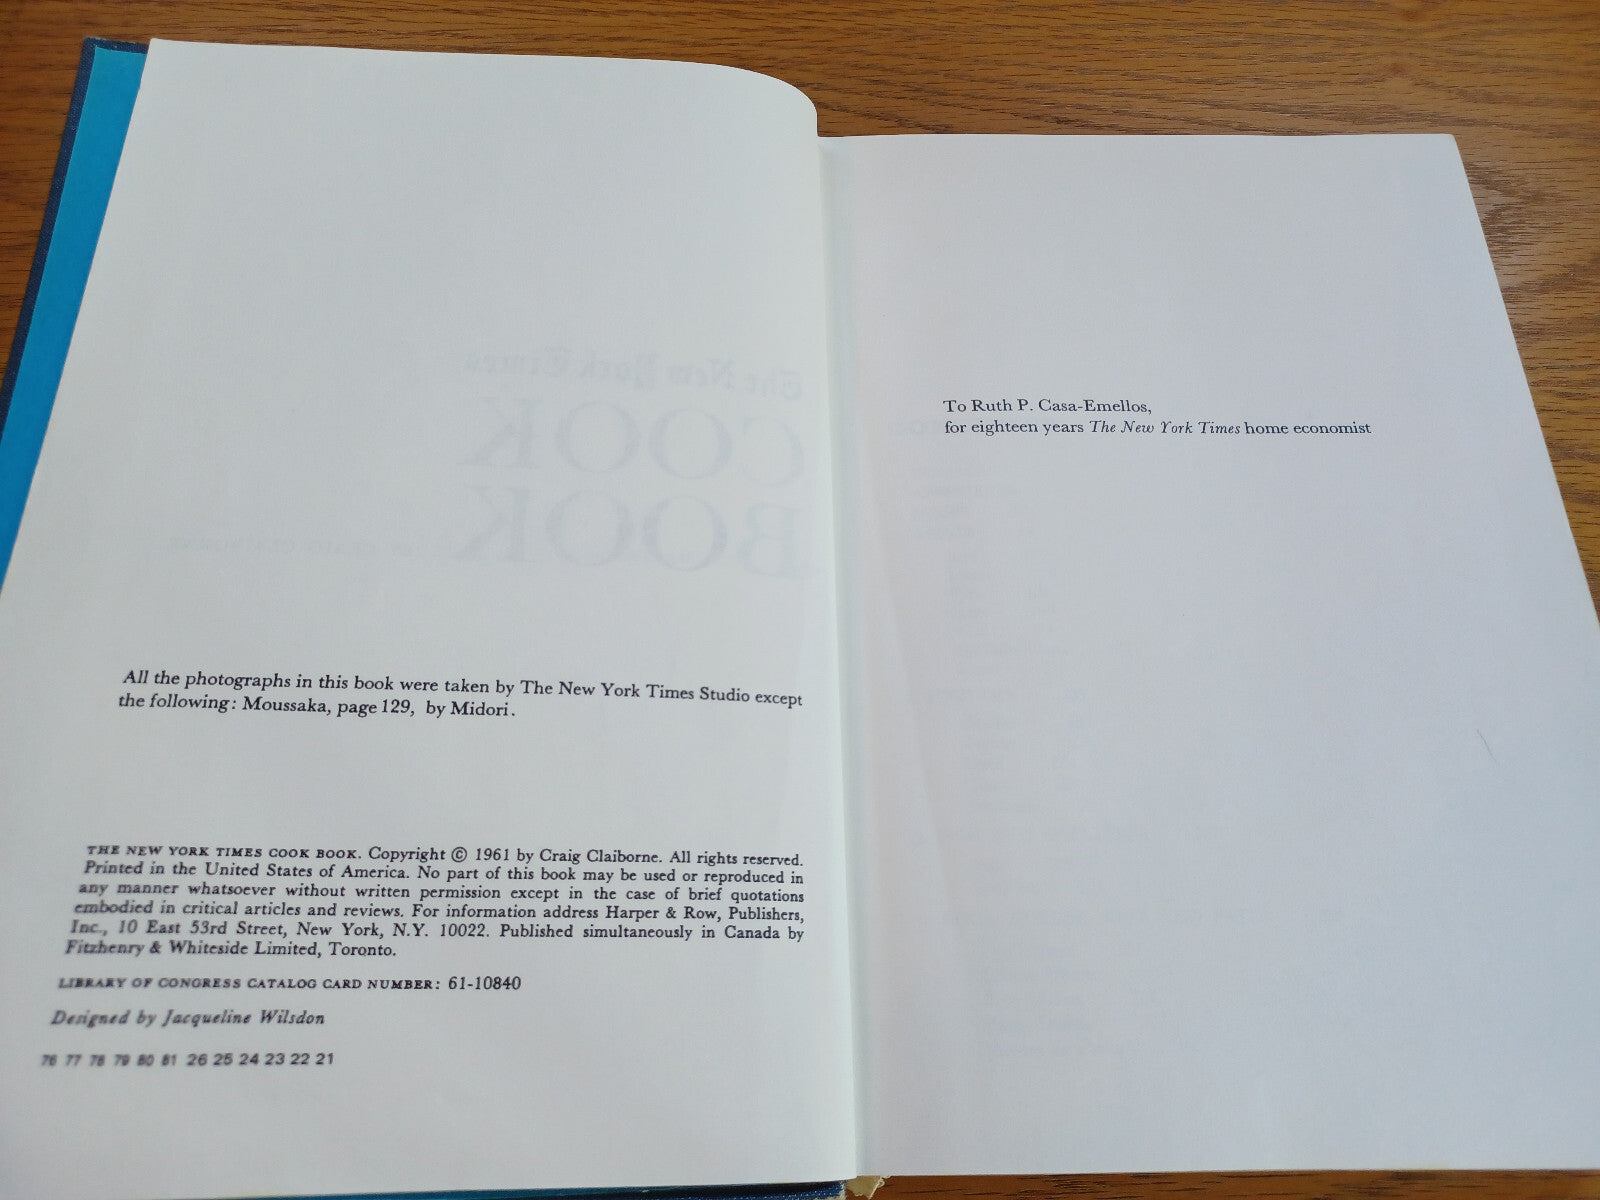 All the photographs in this book were taken by The New York Times Studio except
the following: Moussaka, page 129, by Midori.
THE NEW YORK TIMES COOK BOOK. Copyright © 1961 by Craig Claiborne. All rights reserved.
Printed in the United States of America. No part of this book may be used or reproduced in
any manner whatsoever without written permission except in the case of brief quotations
embodied in critical articles and reviews. For information address Harper & Row, Publishers,
Inc., 10 East 53rd Street, New York, N.Y. 10022. Published simultaneously in Canada by
Fitzhenry & Whiteside Limited, Toronto.
LIBRARY OF CONGRESS CATALOG CARD NUMBER: 61-10840
Designed by Jacqueline Wilsdon
76 77 78 79 80 81 26 25 24 23 22 21
To Ruth P. Casa-Emellos,
for eighteen years The New York Times home economist